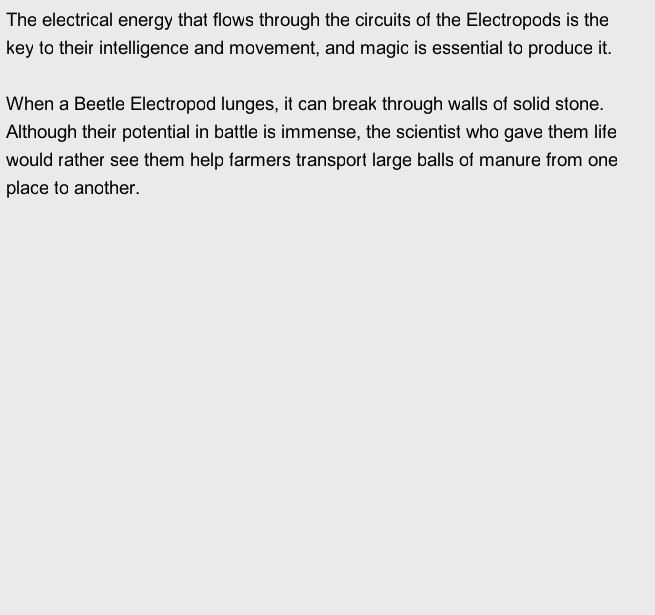 The electrical energy that flows through the circuits of the Electropods is the
key to their intelligence and movement, and magic is essential to produce it.

When a Beetle Electropod lunges, it can break through walls of solid stone.
Although their potential in battle is immense, the scientist who gave them life
would rather see them help farmers transport large balls of manure from one
place to another.